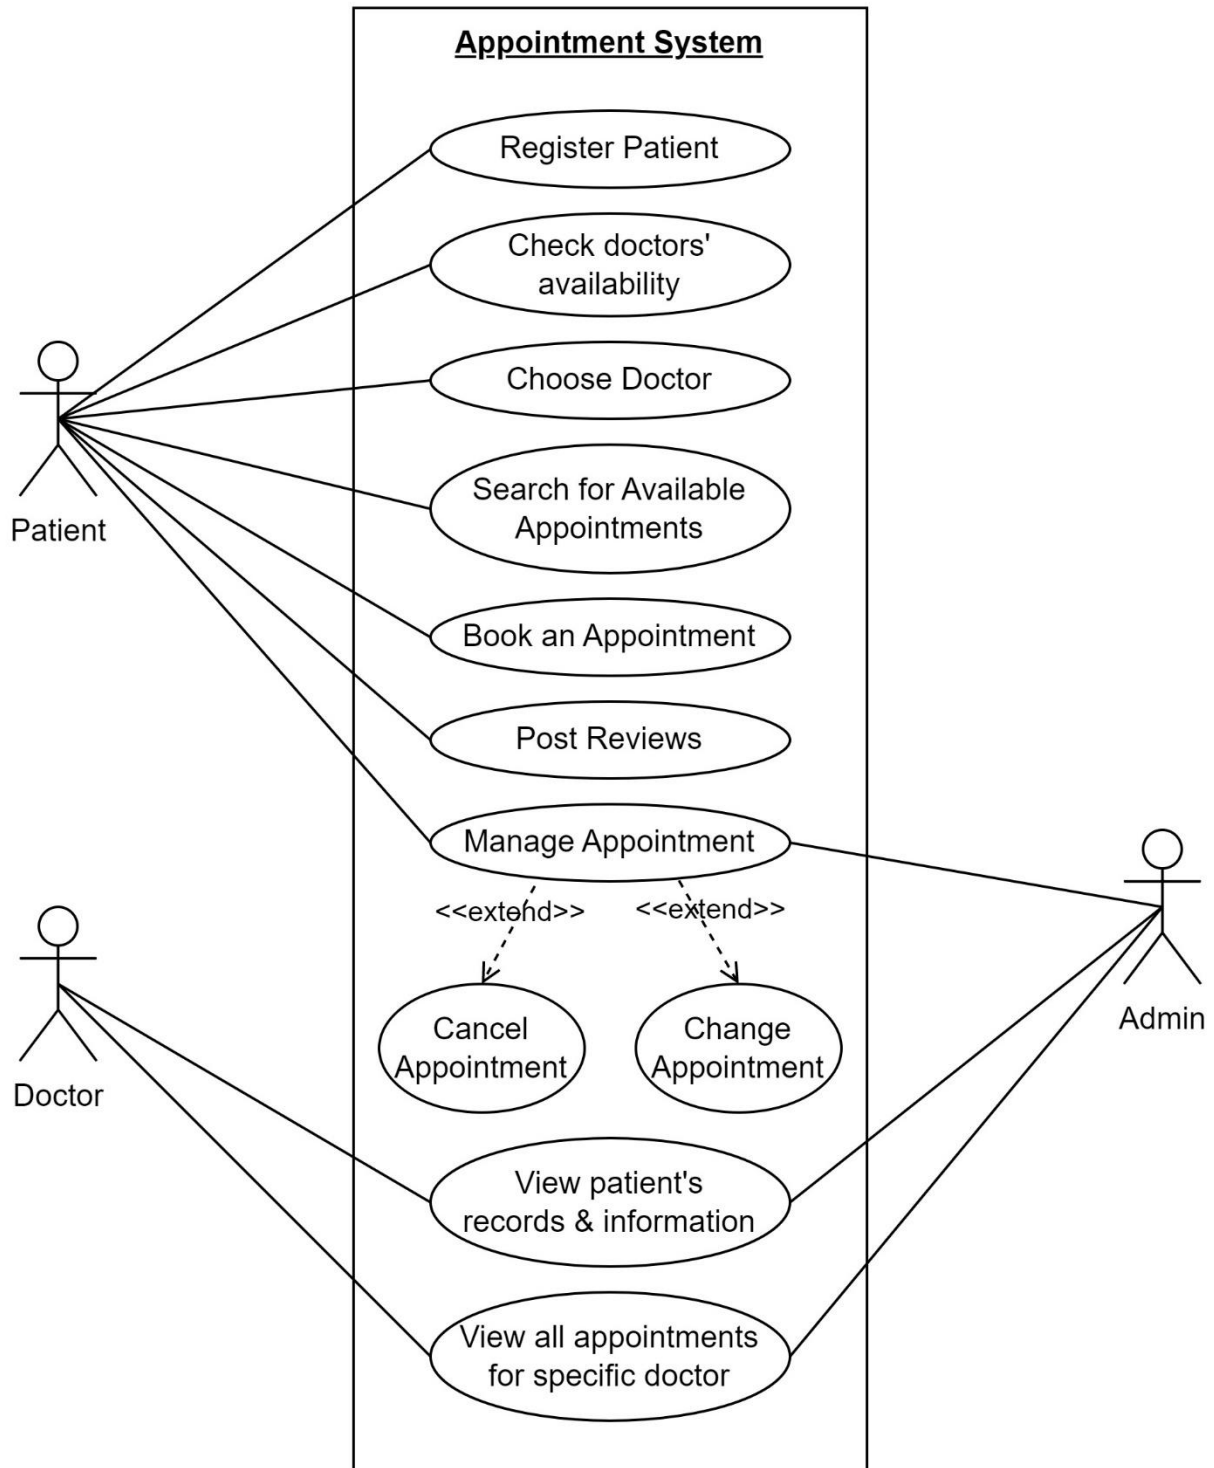 Appointment System
Register Patient
Check doctors'
availability
Choose Doctor
Search for Available
Appointments
Patient
Book an Appointment
Post Reviews
Manage Appointment
<<extend>>
<<extend>>
Cancel
Appointment
Change
Appointment
Admin
Doctor
View patient's
records & information
View all appointments
for specific doctor